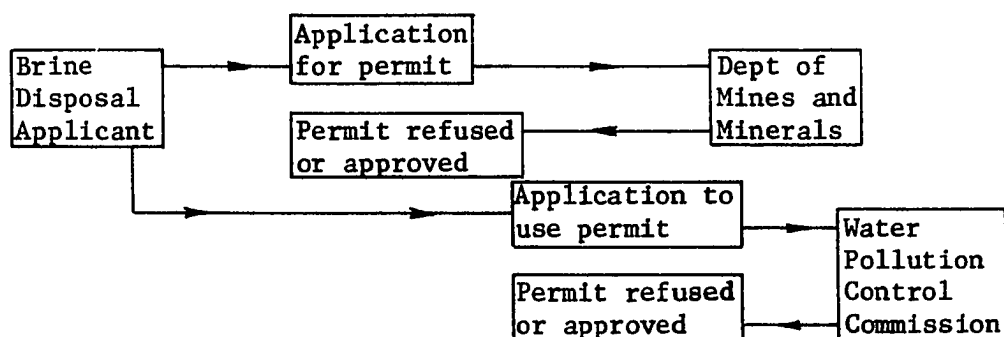 Brine
Disposal
Applicant
Application
for permit
Dept of
Mines and
Minerals
Permit refused
or approved
Application to
use permit
Water
Pollution
Control
Commission
Permit refused
or approved